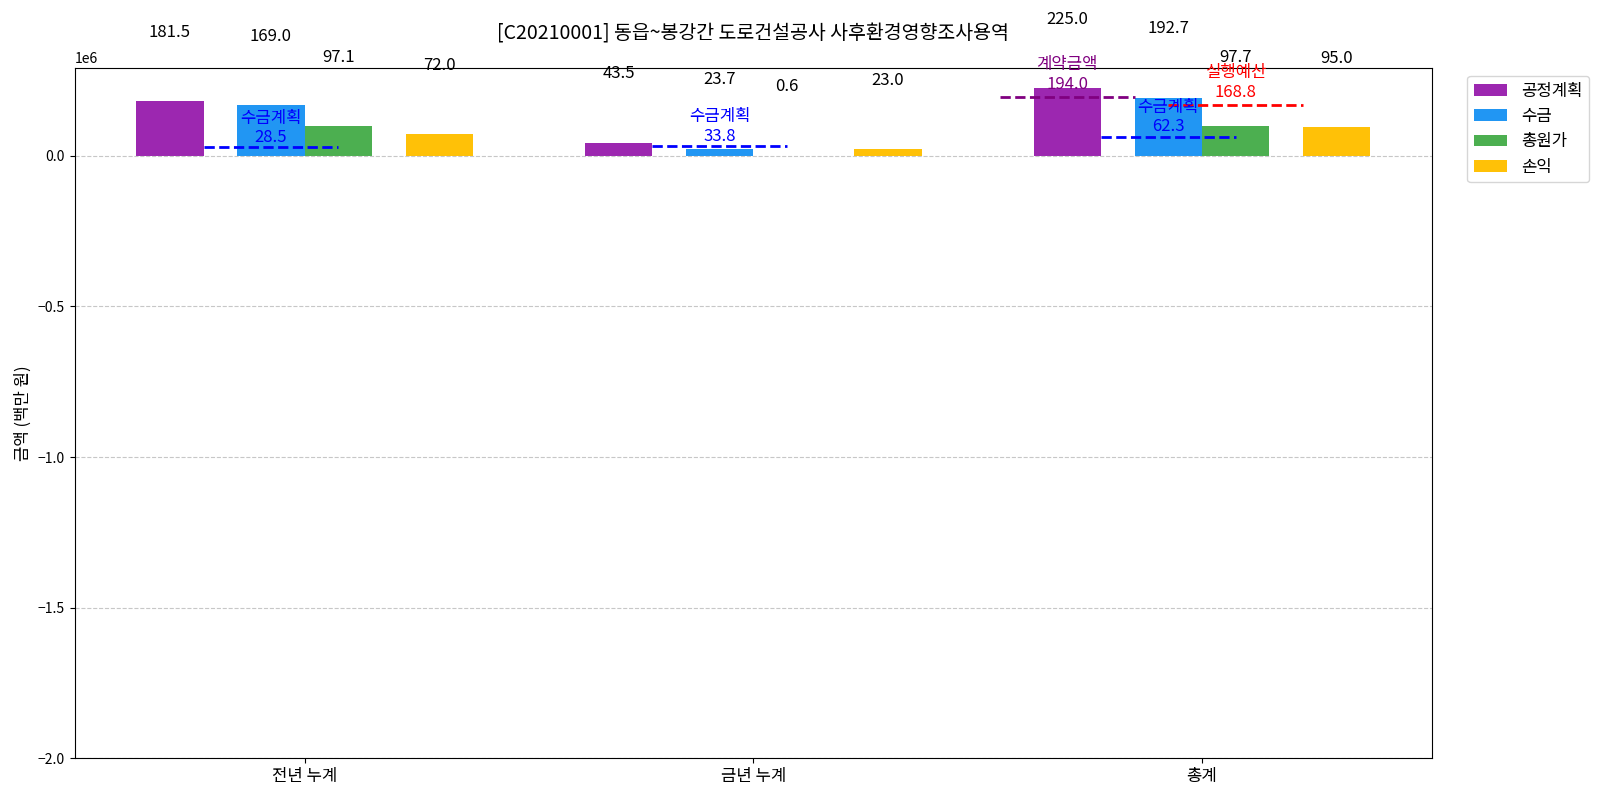 [C20210001] 동읍~봉강간 도로건설공사 사후환경영향조사용역
1e6
181.5
169.0
97.1
72.0
43.5
23.7
0.6
23.0
225.0
192.7
97.7
95.0
수금계획
28.5
수금계획
33.8
계약금액
194.0
수금계획
62.3
실행예산
168.8
공정계획
수금
총원가
손익
금액 (백만 원)
0.0
−0.5
−1.0
−1.5
−2.0
전년 누계
금년 누계
총계